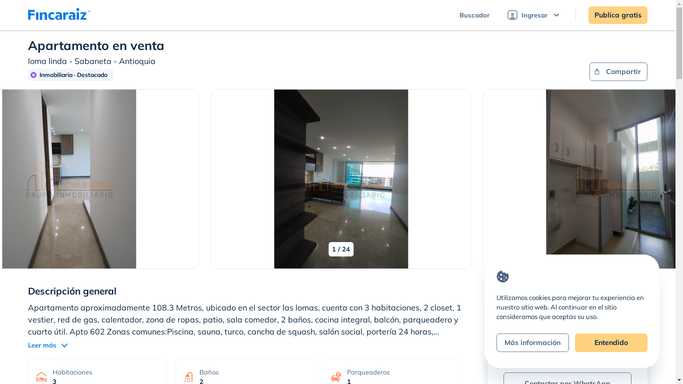 Fincaraiz
Buscador
Ingresar
Publica gratis
Apartamento en venta
loma linda - Sabaneta - Antioquia
Inmobiliaria · Destacado
Compartir
1 / 24
Descripción general
Apartamento aproximadamente 108.3 Metros, ubicado en el sector las lomas, cuenta con 3 habitaciones, 2 closet, 1
vestier, red de gas, calentador, zona de ropas, patio, sala comedor, 2 baños, cocina integral, balcón, parqueadero y
cuarto útil. Apto 602 Zonas comunes:Piscina, sauna, turco, cancha de squash, salón social, portería 24 horas,...
Leer más
Habitaciones
3
Baños
2
Parqueaderos
1
Utilizamos cookies para mejorar tu experiencia en
nuestro sitio web. Al continuar en el sitio
consideramos que aceptas su uso.
Más información
Entendido
Contactar por WhatsApp